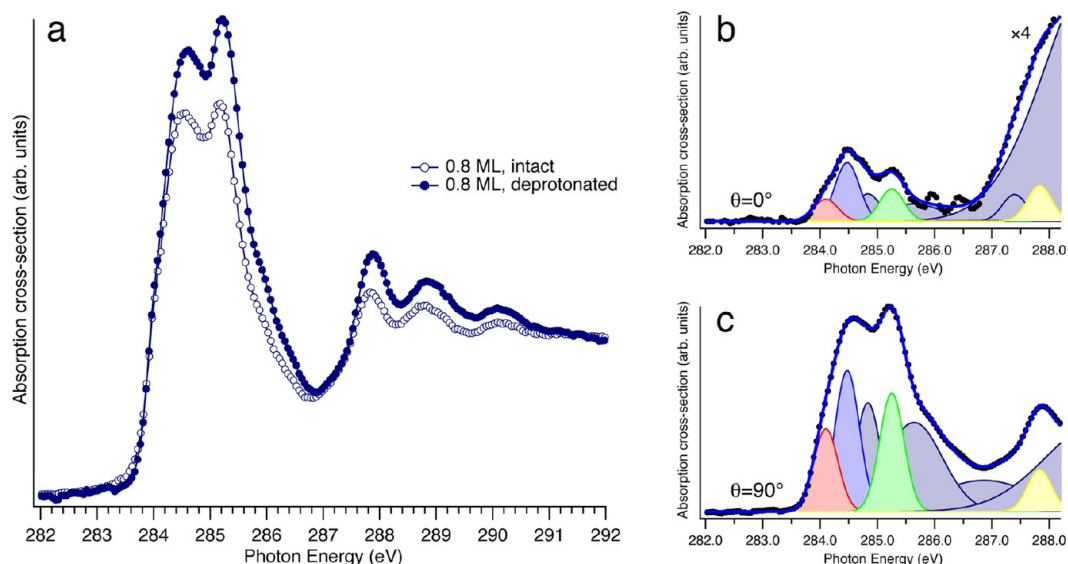 a
Absorption cross-section (arb. units)
0.8 ML, intact
0.8 ML, deprotonated
282 283 284 285 286 287 288 289 290 291 292
Photon Energy (eV)
b
×4
Absorption cross-section (arb. units)
θ=0°
282.0 283.0 284.0 285.0 286.0 287.0 288.0
Photon Energy (eV)
c
Absorption cross-section (arb. units)
θ=90°
282.0 283.0 284.0 285.0 286.0 287.0 288.0
Photon Energy (eV)